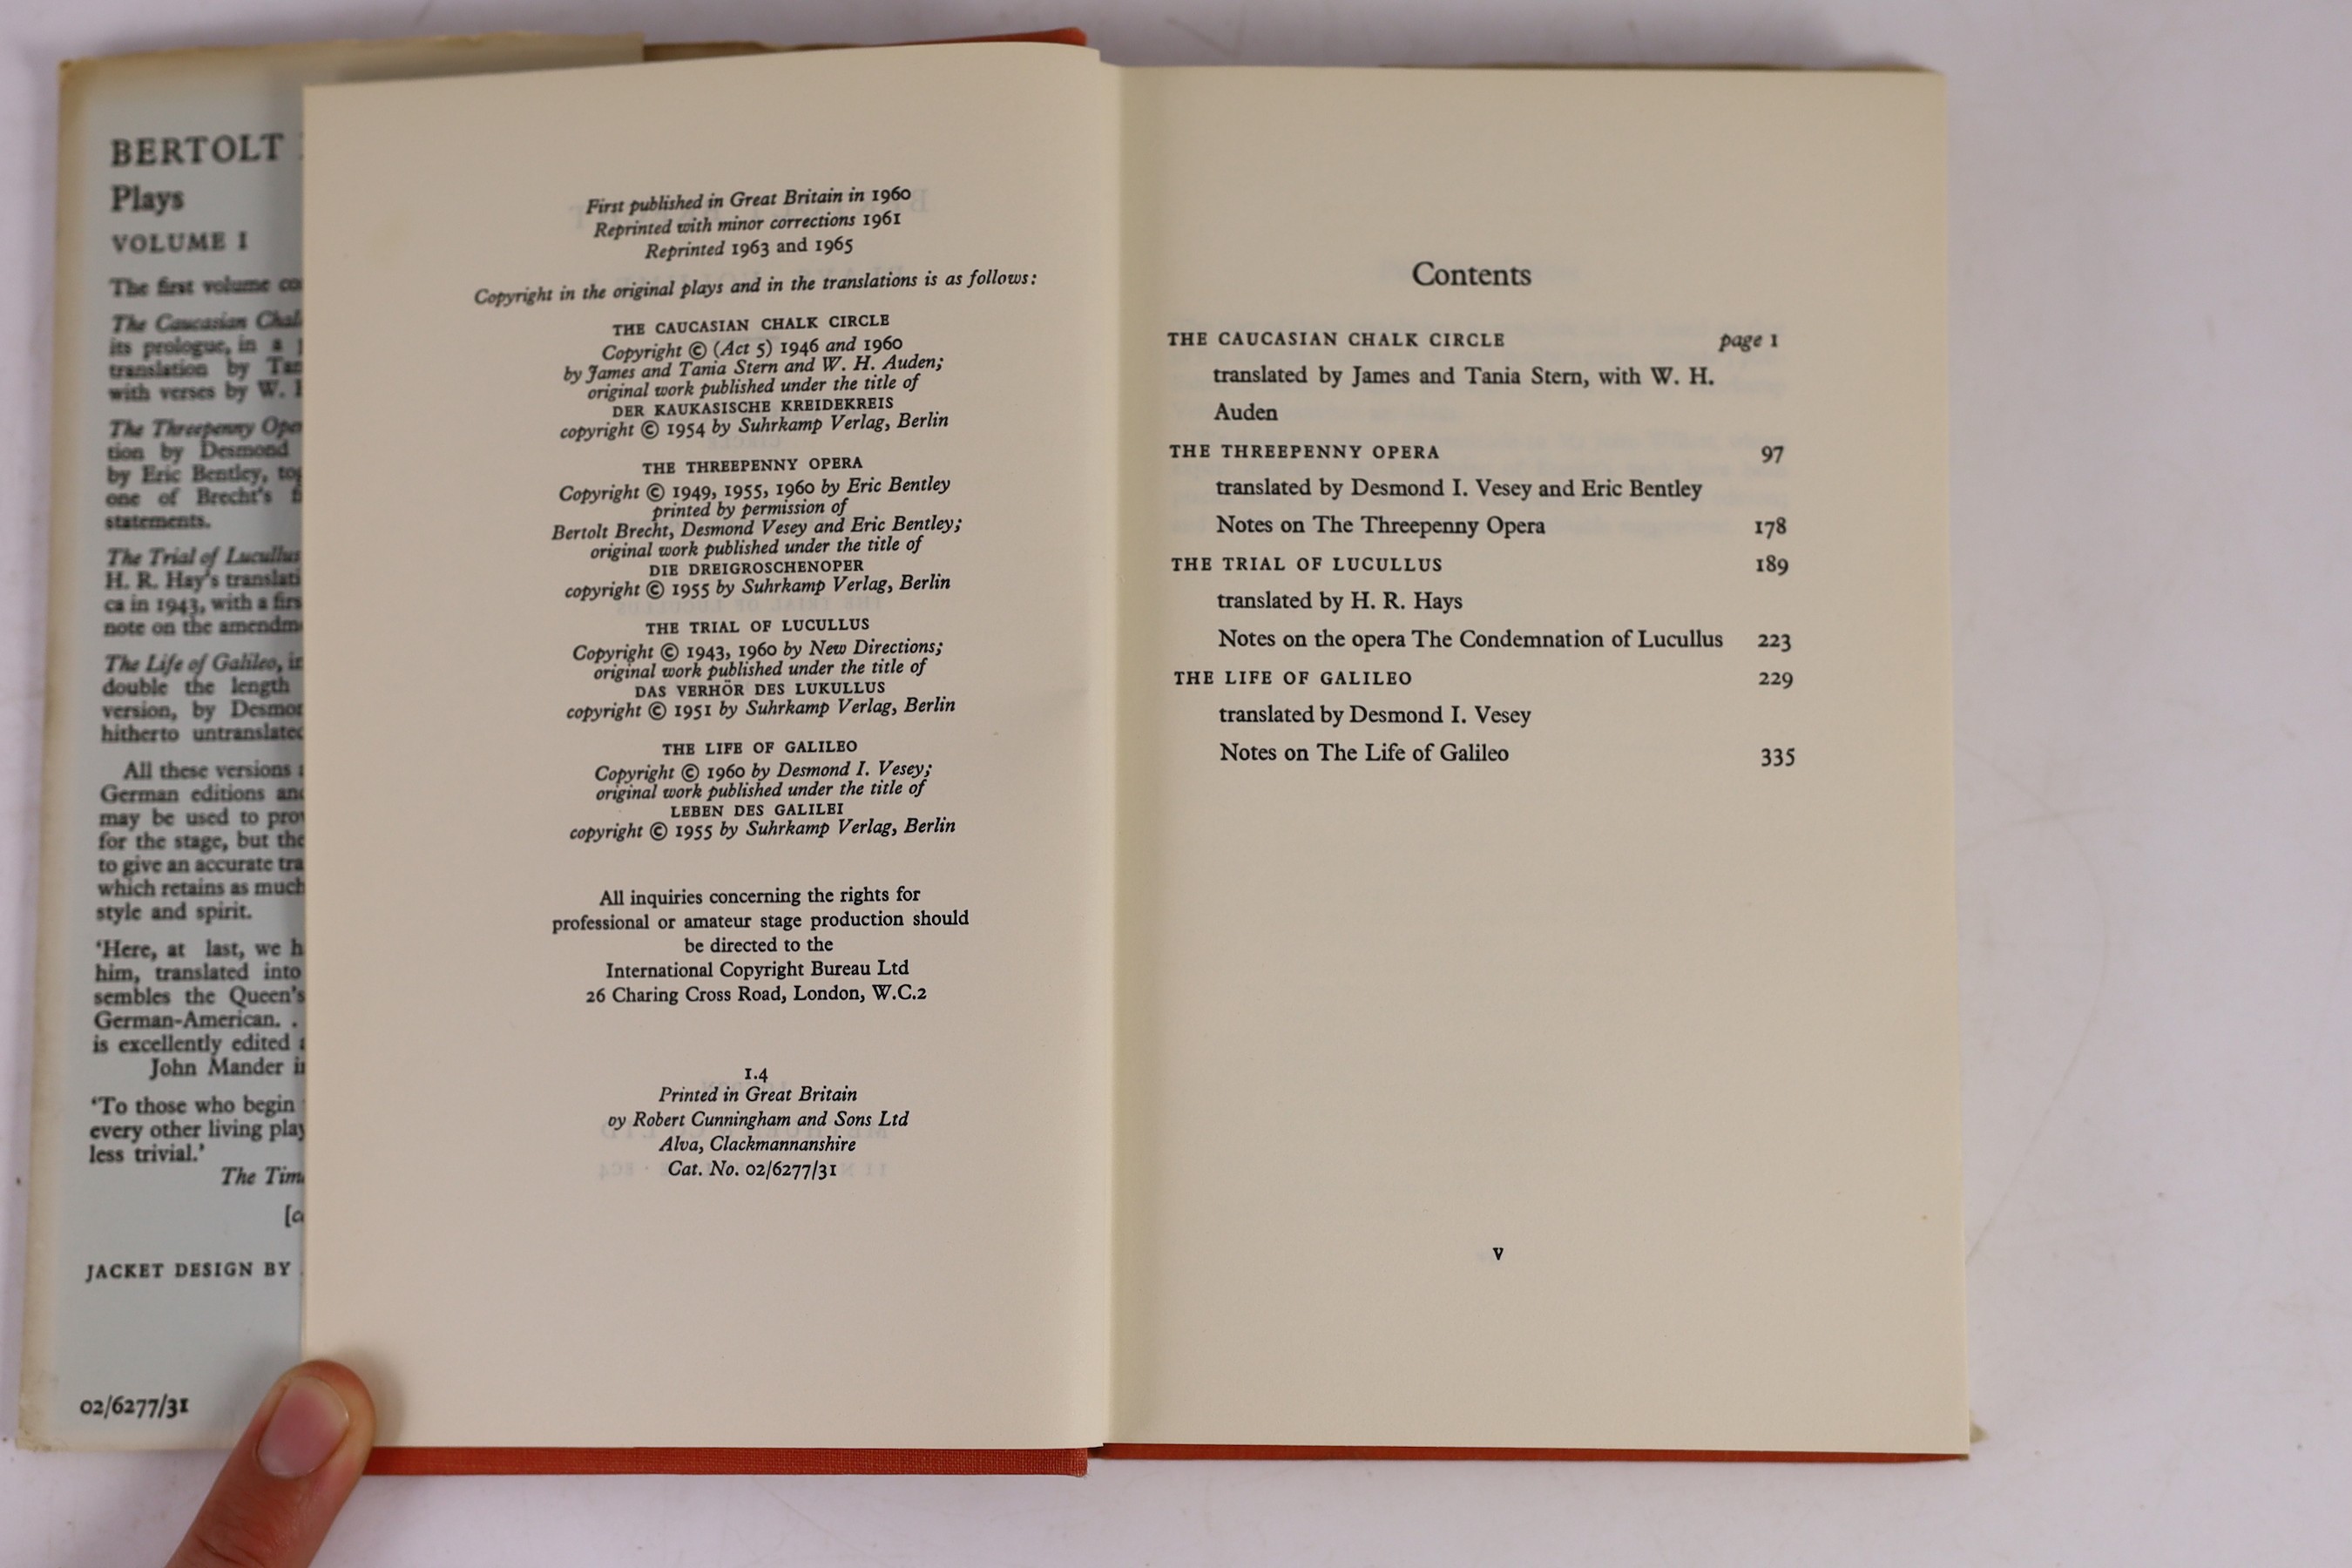 BERTOLT
Plays
VOLUME I
The first volume
The Caucasian
its prologue, in a
translation by
with verses by W.
The Threepenny
tion by Desmond
by Eric Bentley,
one of Brecht's
statements.
The Trial of Lucullus
H. R. Hay's
ca in 1943, with a
note on the
The Life of Galileo,
double the length
version, by
hitherto
All these versions
German editions
may be used to
for the stage, but
to give an accurate
which retains as much
style and spirit.
'Here, at last, we
him, translated into
sembles the Queen's
German-American. .
is excellently edited
John Mander
'To those who begin
every other living
less trivial.'
The
JACKET DESIGN BY
02/6277/31
First published in Great Britain in 1960
Reprinted with minor corrections 1961
Reprinted 1963 and 1965
Copyright in the original plays and in the translations is as follows:
THE CAUCASIAN CHALK CIRCLE
Copyright © (Act 5) 1946 and 1960
by James and Tania Stern and W. H. Auden;
original work published under the title of
DER KAUKASISCHE KREIDEKREIS
copyright © 1954 by Suhrkamp Verlag, Berlin
THE THREEPENNY OPERA
Copyright © 1949, 1955, 1960 by Eric Bentley
printed by permission of
Bertolt Brecht, Desmond Vesey and Eric Bentley;
original work published under the title of
DIE DREIGROSCHENOPER
copyright © 1955 by Suhrkamp Verlag, Berlin
THE TRIAL OF LUCULLUS
Copyright © 1943, 1960 by New Directions;
original work published under the title of
DAS VERHÖR DES LUKULLUS
copyright © 1951 by Suhrkamp Verlag, Berlin
THE LIFE OF GALILEO
Copyright © 1960 by Desmond I. Vesey;
original work published under the title of
LEBEN DES GALILEI
copyright © 1955 by Suhrkamp Verlag, Berlin
All inquiries concerning the rights for
professional or amateur stage production should
be directed to the
International Copyright Bureau Ltd
26 Charing Cross Road, London, W.C.2
1.4
Printed in Great Britain
by Robert Cunningham and Sons Ltd
Alva, Clackmannanshire
Cat. No. 02/6277/31
Contents
THE CAUCASIAN CHALK CIRCLE page 1
translated by James and Tania Stern, with W. H.
Auden
THE THREEPENNY OPERA 97
translated by Desmond I. Vesey and Eric Bentley
Notes on The Threepenny Opera 178
THE TRIAL OF LUCULLUS 189
translated by H. R. Hays
Notes on the opera The Condemnation of Lucullus 223
THE LIFE OF GALILEO 229
translated by Desmond I. Vesey
Notes on The Life of Galileo 335
v